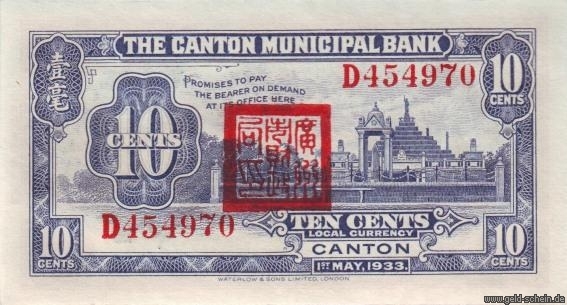 THE CANTON MUNICIPAL BANK
壹毫
PROMISES TO PAY
THE BEARER ON DEMAND
AT ITS OFFICE HERE
D454970
10
CENTS
10
CENTS
D454970
TEN CENTS
LOCAL CURRENCY
CANTON
1ST MAY, 1933.
10
CENTS
10
CENTS
WATERLOW & SONS LIMITED, LONDON
www.geld-schein.de